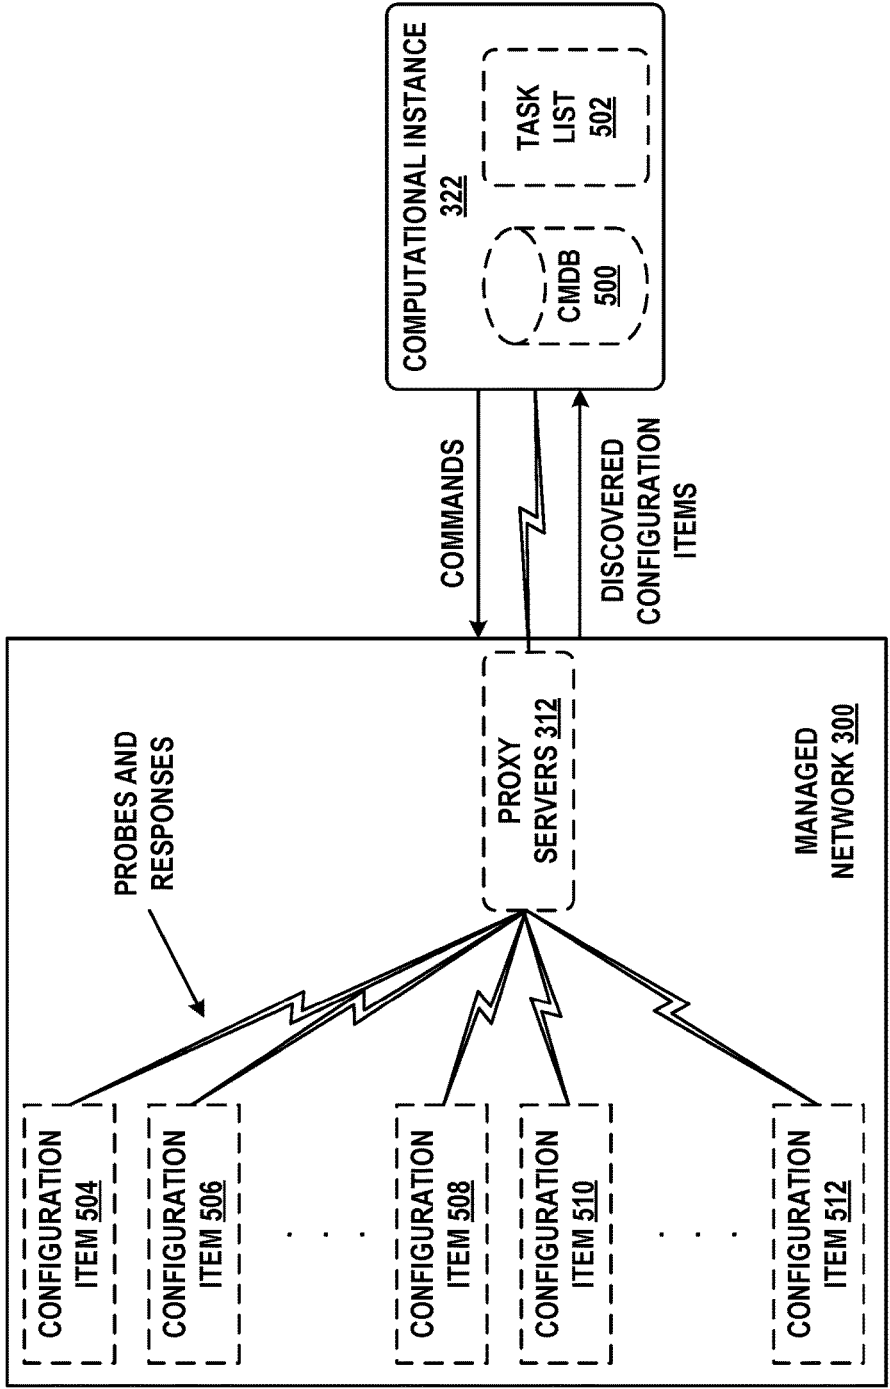 COMPUTATIONAL INSTANCE
322
CMDB
500
TASK
LIST
502
COMMANDS
DISCOVERED
CONFIGURATION
ITEMS
PROBES AND
RESPONSES
PROXY
SERVERS 312
MANAGED
NETWORK 300
CONFIGURATION
ITEM 504
CONFIGURATION
ITEM 506
. . .
CONFIGURATION
ITEM 508
CONFIGURATION
ITEM 510
. . .
CONFIGURATION
ITEM 512